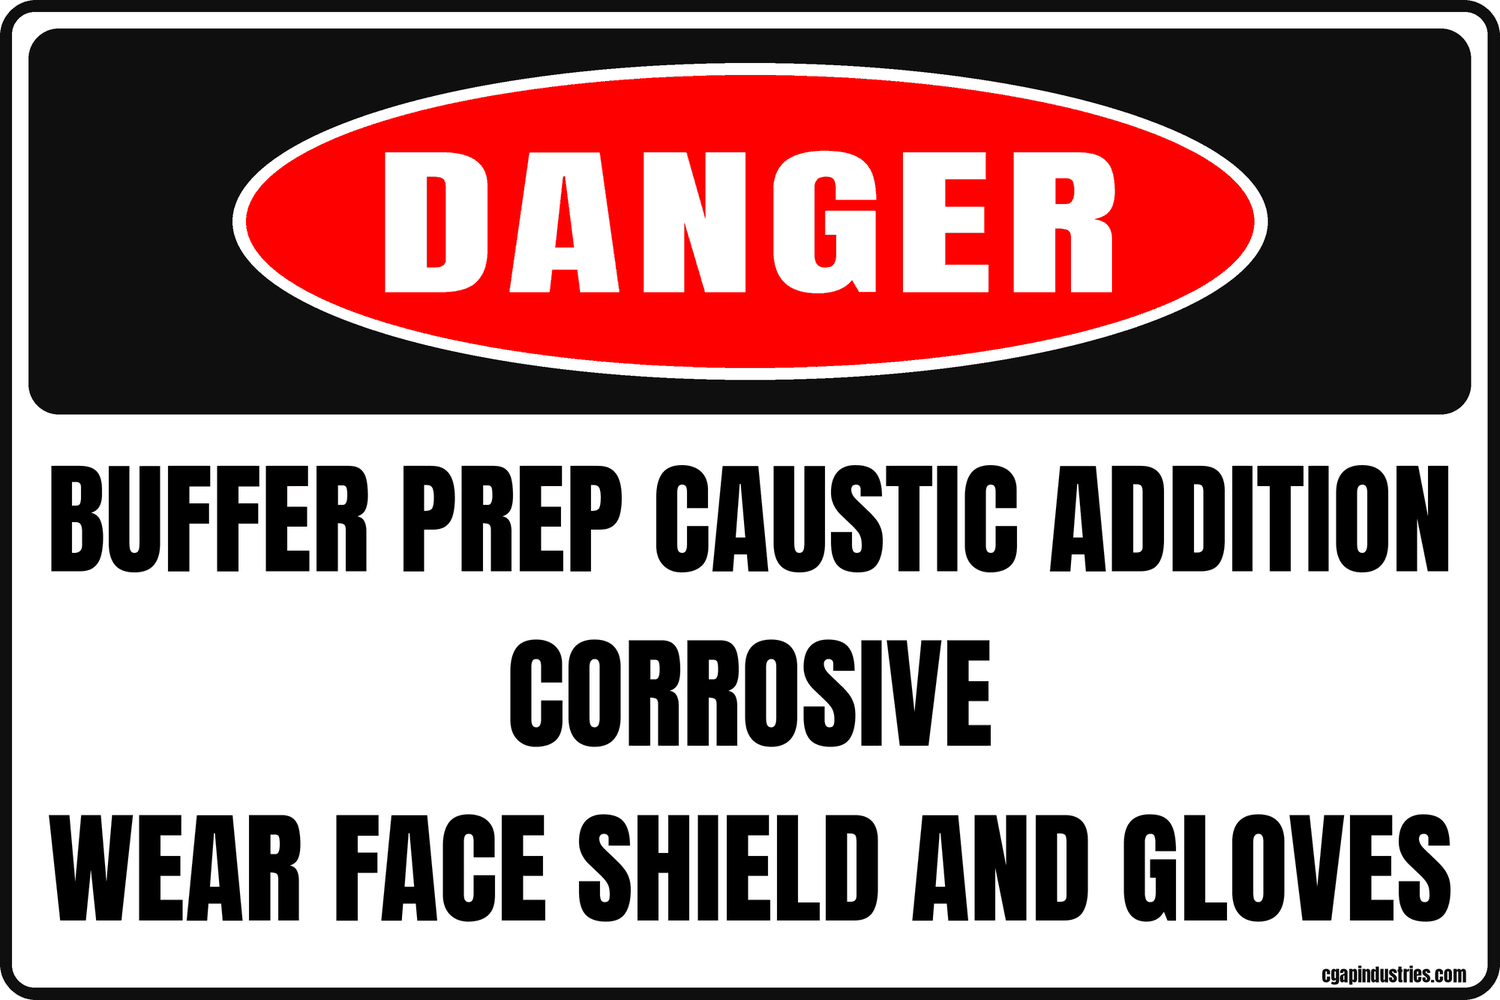 DANGER
BUFFER PREP CAUSTIC ADDITION
CORROSIVE
WEAR FACE SHIELD AND GLOVES
cgapindustries.com